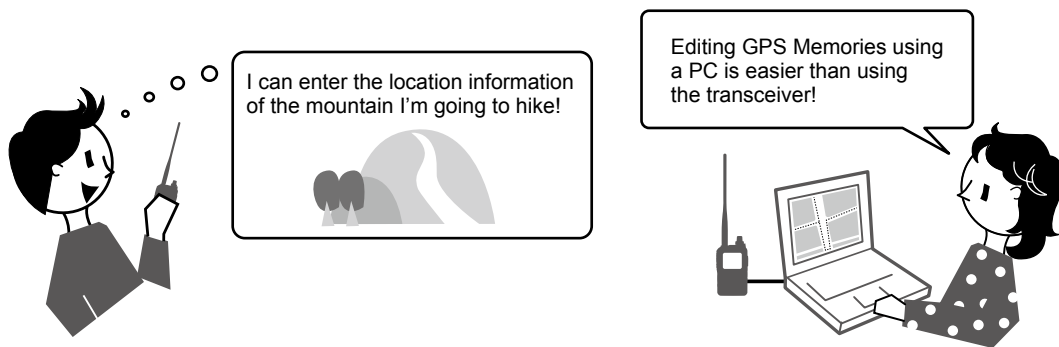 I can enter the location information
of the mountain I'm going to hike!
Editing GPS Memories using
a PC is easier than using
the transceiver!